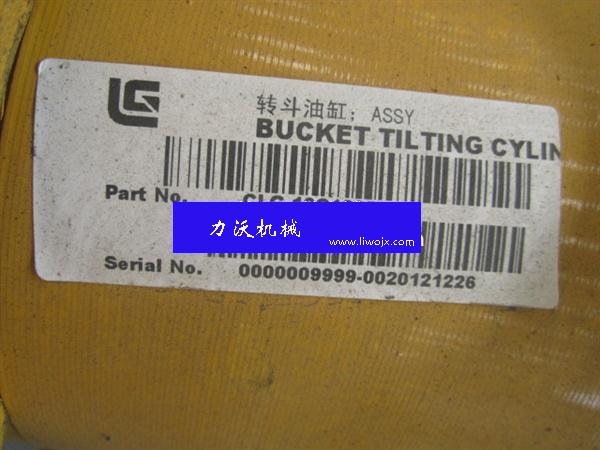 LG
转斗油缸; ASSY
BUCKET TILTING CYLIN
Part No.
力沃机械
www.liwojx.com
Serial No. 0000009999-0020121226